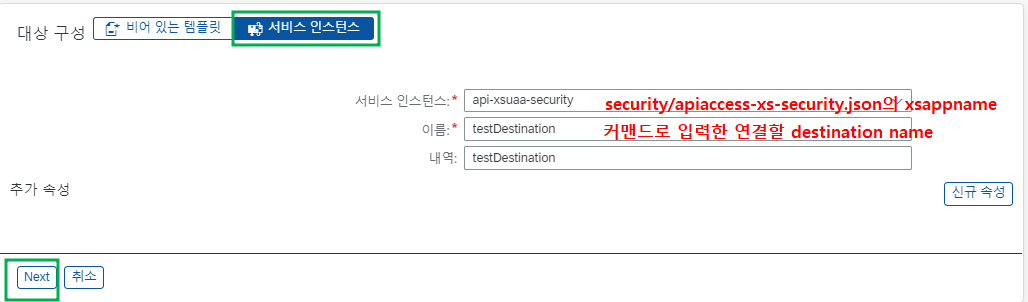 대상 구성 비어 있는 템플릿 서비스 인스턴스
서비스 인스턴스:* api-xsuaa-security security/apiaccess-xs-security.json의 xsappname
이름:* testDestination 커맨드로 입력한 연결할 destination name
내역: testDestination
추가 속성 신규 속성
Next 취소